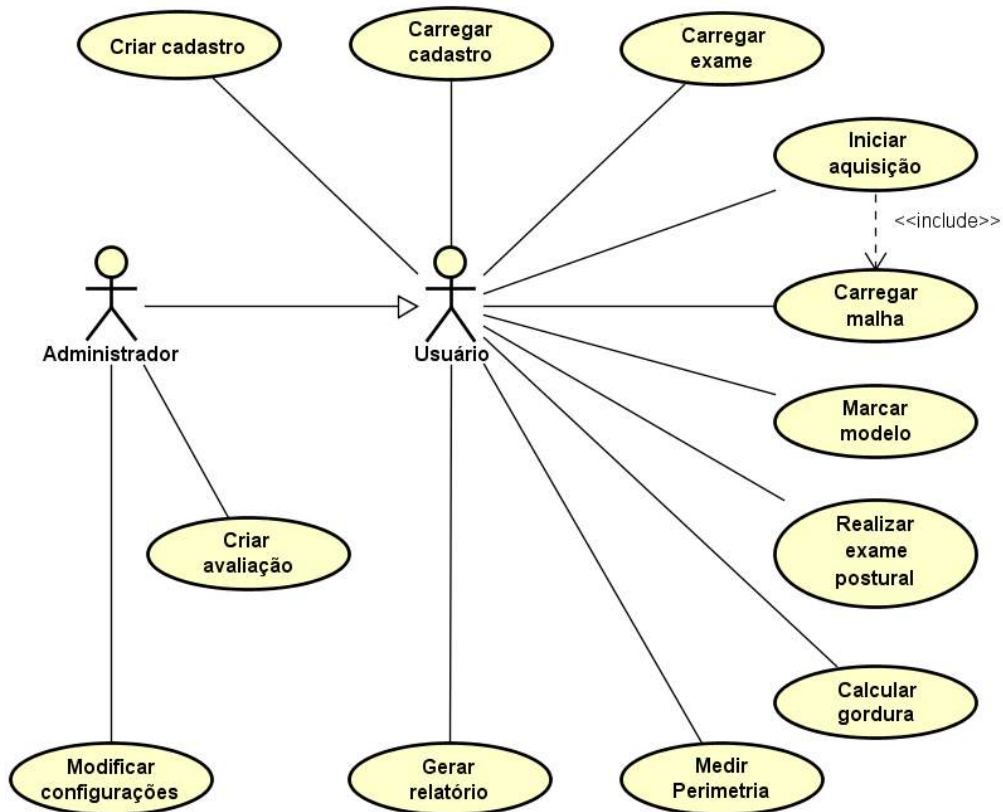 Criar cadastro
Carregar
cadastro
Carregar
exame
Iniciar
aquisição
<<include>>
Carregar
malha
Administrador
Usuário
Marcar
modelo
Criar
avaliação
Realizar
exame
postural
Calcular
gordura
Modificar
configurações
Gerar
relatório
Medir
Perimetria